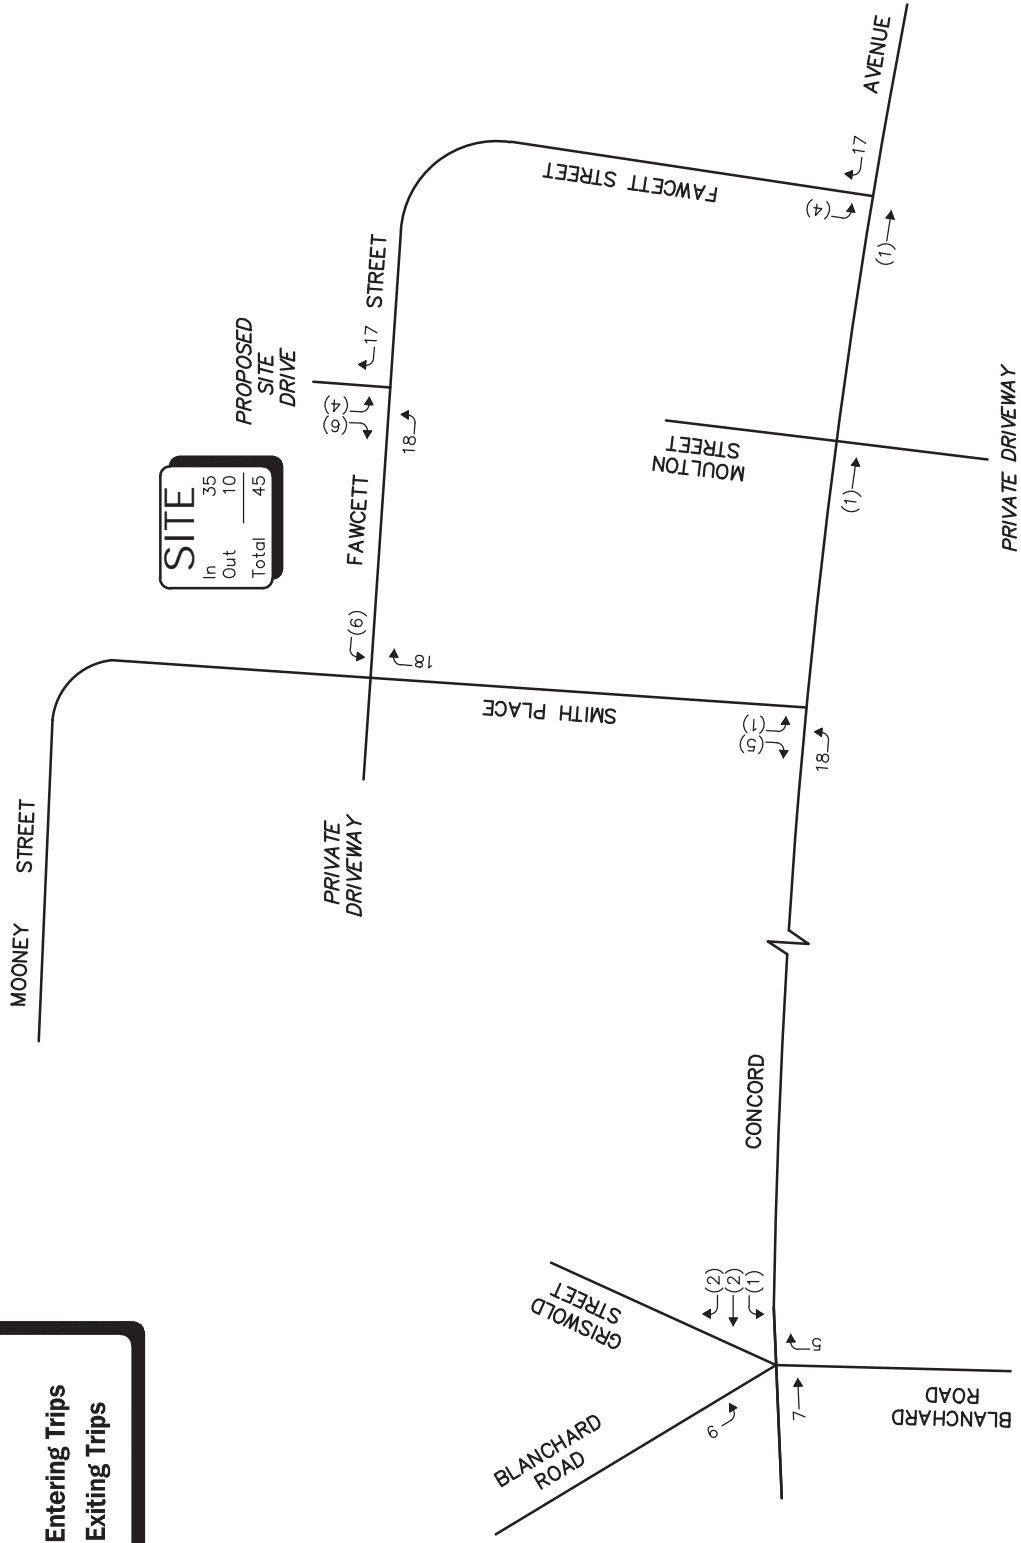 Entering Trips
Exiting Trips
MOONEY STREET
SITE
In 35
Out 10
Total 45
PROPOSED
SITE
DRIVE
PRIVATE
DRIVEWAY
FAWCETT STREET
(6)
18
(6)
(4)
18
17
SMITH PLACE
FAWCETT STREET
(5)
(1)
18
MOULTON
STREET
(1)
PRIVATE DRIVEWAY
(4)
17
(1)
CONCORD AVENUE
GRISWOLD
STREET
(2)
(2)
(1)
BLANCHARD
ROAD
6
7
5
BLANCHARD
ROAD